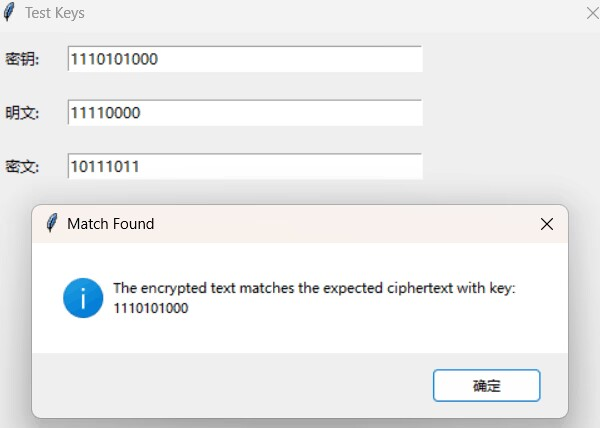 Test Keys
密钥: 1110101000
明文: 11110000
密文: 10111011
Match Found
The encrypted text matches the expected ciphertext with key:
1110101000
确定